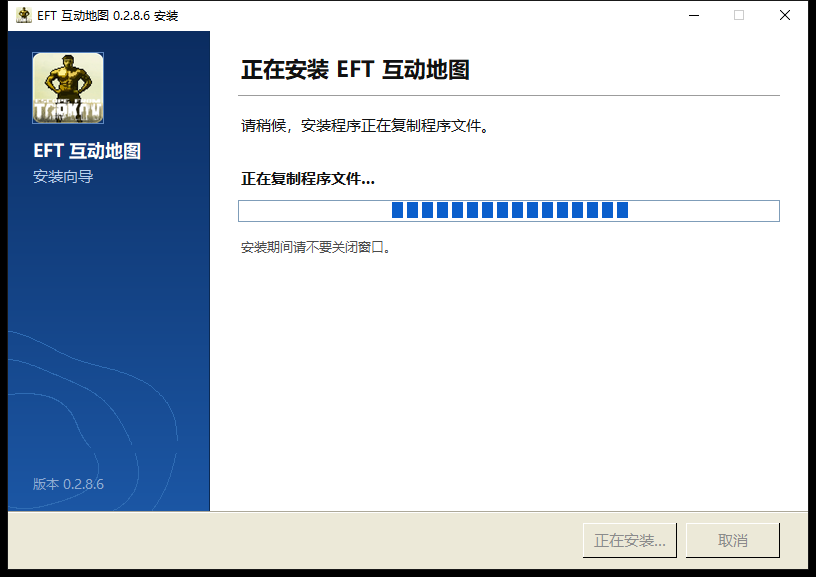 EFT 互动地图 0.2.8.6 安装
TARKOV
EFT 互动地图
安装向导
版本 0.2.8.6
正在安装 EFT 互动地图
请稍候，安装程序正在复制程序文件。
正在复制程序文件...
安装期间请不要关闭窗口。
正在安装...
取消